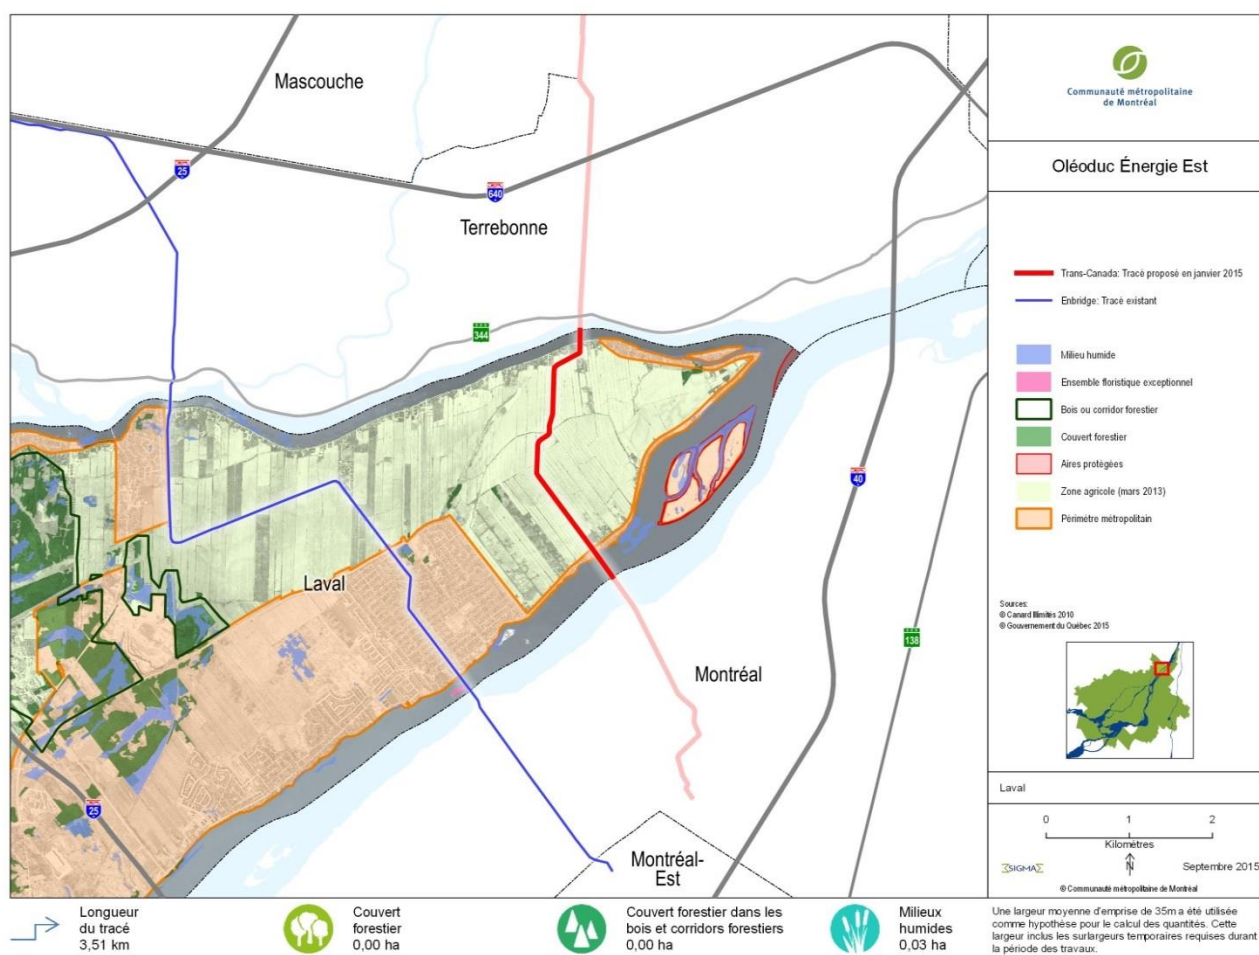 Mascouche
25
640
Terrebonne
344
Laval
40
138
Montréal
25
Montréal-
Est
Communauté métropolitaine
de Montréal
Oléoduc Énergie Est
Trans-Canada: Tracé proposé en janvier 2015
Enbridge: Tracé existant
Milieu humide
Ensemble floristique exceptionnel
Bois ou corridor forestier
Couvert forestier
Aires protégées
Zone agricole (mars 2013)
Périmètre métropolitain
Sources:
© Canard Illimités 2010
© Gouvernement du Québec 2015
Laval
0 1 2
Kilomètres
N
SIGMA
Septembre 2015
© Communauté métropolitaine de Montréal
Longueur
du tracé
3,51 km
Couvert
forestier
0,00 ha
Couvert forestier dans les
bois et corridors forestiers
0,00 ha
Milieux
humides
0,03 ha
Une largeur moyenne d'emprise de 35m a été utilisée
comme hypothèse pour le calcul des quantités. Cette
largeur inclus les surlargeurs temporaires requises durant
la période des travaux.